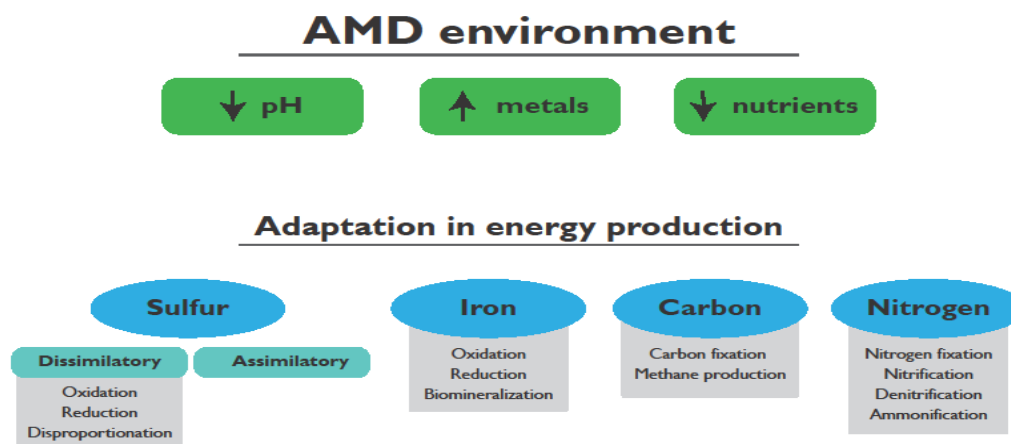 AMD environment
↓ pH
↑ metals
↓ nutrients
Adaptation in energy production
Sulfur
Dissimilatory
Assimilatory
Oxidation
Reduction
Disproportionation
Iron
Oxidation
Reduction
Biomineralization
Carbon
Carbon fixation
Methane production
Nitrogen
Nitrogen fixation
Nitrification
Denitrification
Ammonification